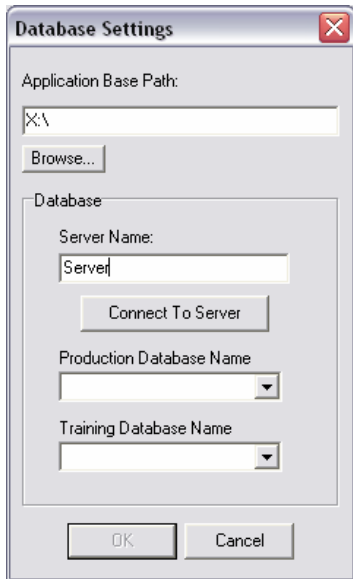 Database Settings
Application Base Path:
X:\
Browse...
Database
Server Name:
Server
Connect To Server
Production Database Name
Training Database Name
OK
Cancel